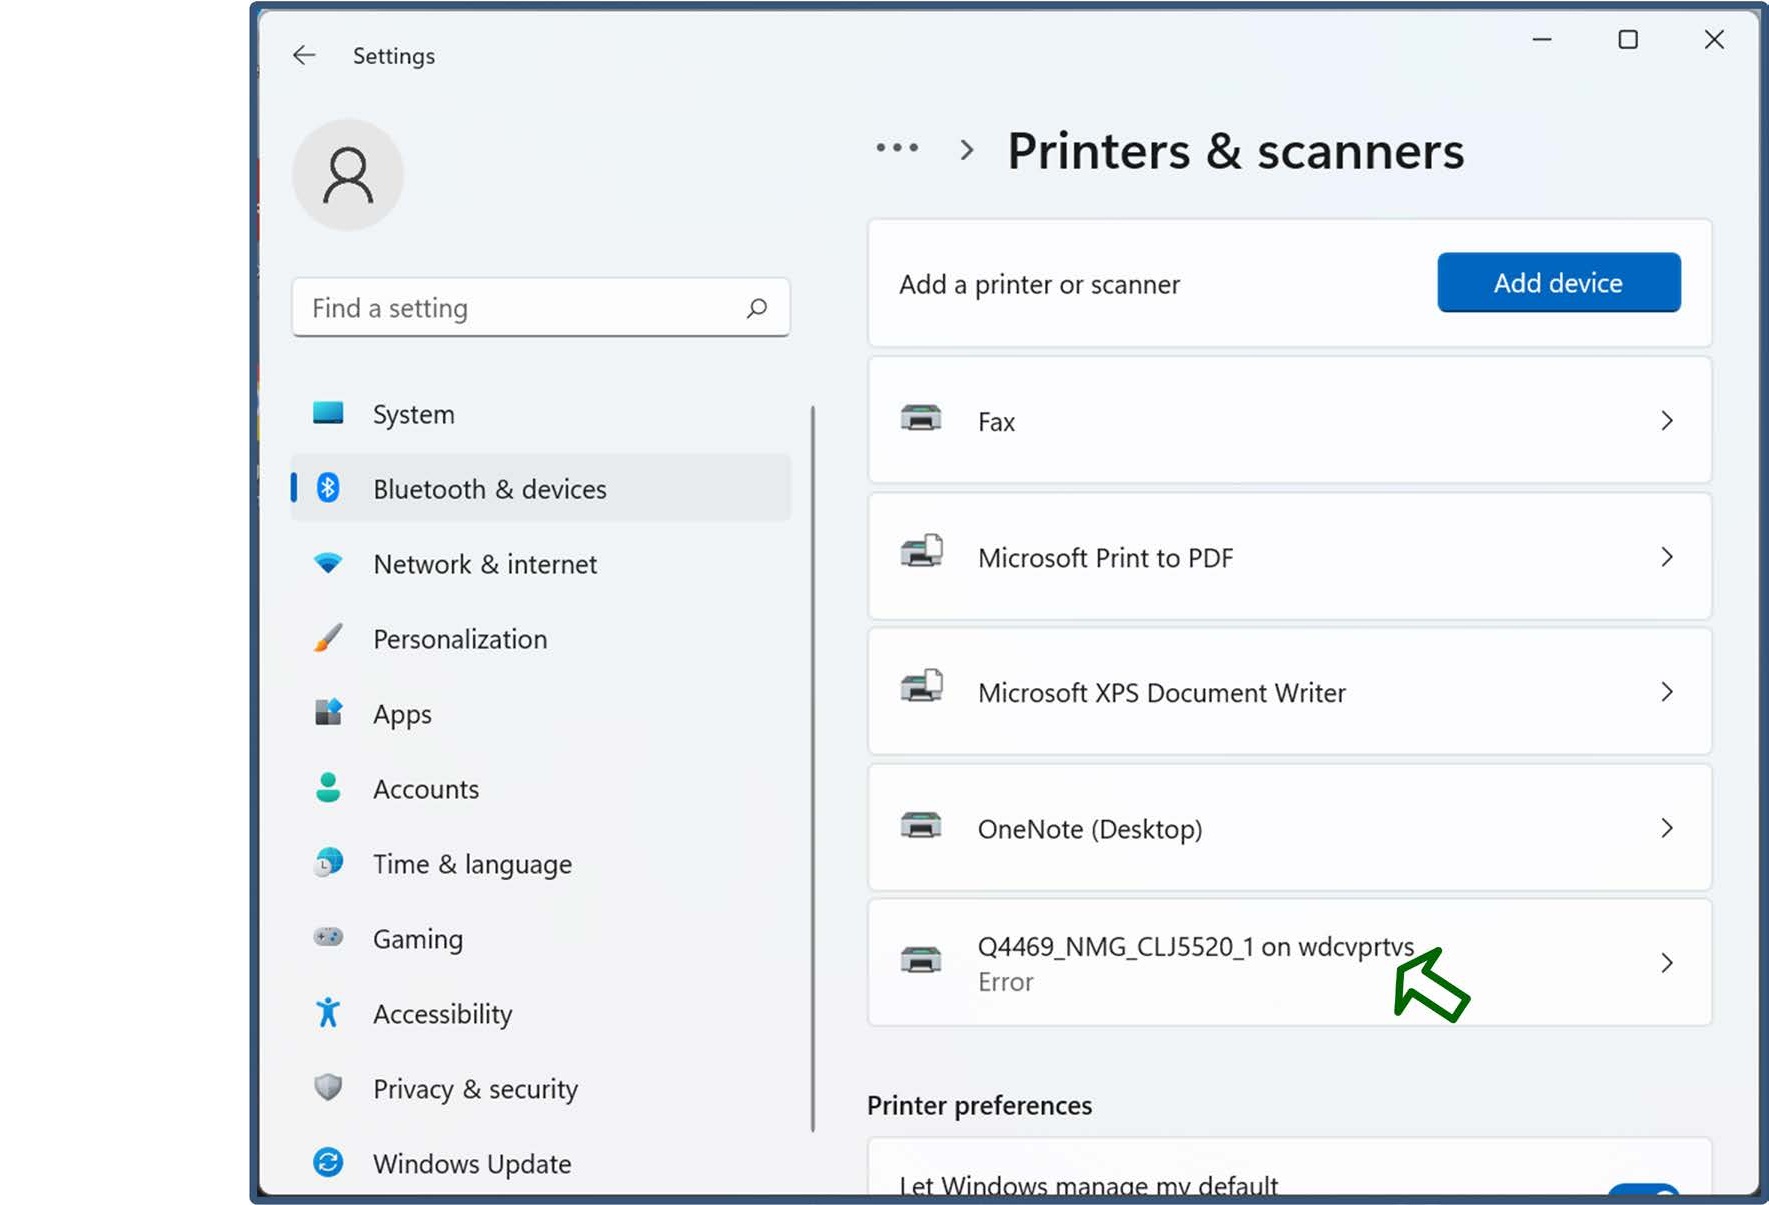 Settings
Find a setting
System
Bluetooth & devices
Network & internet
Personalization
Apps
Accounts
Time & language
Gaming
Accessibility
Privacy & security
Windows Update
Printers & scanners
Add a printer or scanner
Add device
Fax
Microsoft Print to PDF
Microsoft XPS Document Writer
OneNote (Desktop)
Q4469_NMG_CLJ5520_1 on wdcvprtvs
Error
Printer preferences
Let Windows manage my default